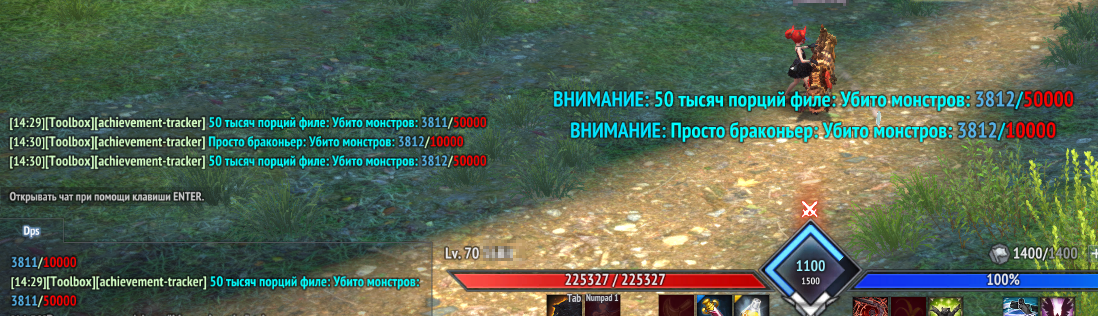 ВНИМАНИЕ: 50 тысяч порций филе: Убито монстров: 3812/50000
ВНИМАНИЕ: Просто браконьер: Убито монстров: 3812/10000
[14:29][Toolbox][achievement-tracker] 50 тысяч порций филе: Убито монстров: 3811/50000
[14:30][Toolbox][achievement-tracker] Просто браконьер: Убито монстров: 3812/10000
[14:30][Toolbox][achievement-tracker] 50 тысяч порций филе: Убито монстров: 3812/50000
Открывать чат при помощи клавиши ENTER.
Dps
3811/10000
[14:29][Toolbox][achievement-tracker] 50 тысяч порций филе: Убито монстров:
3811/50000
Lv. 70
225327 / 225327
1100
1500
1400/1400
100%
Tab
Numpad 1